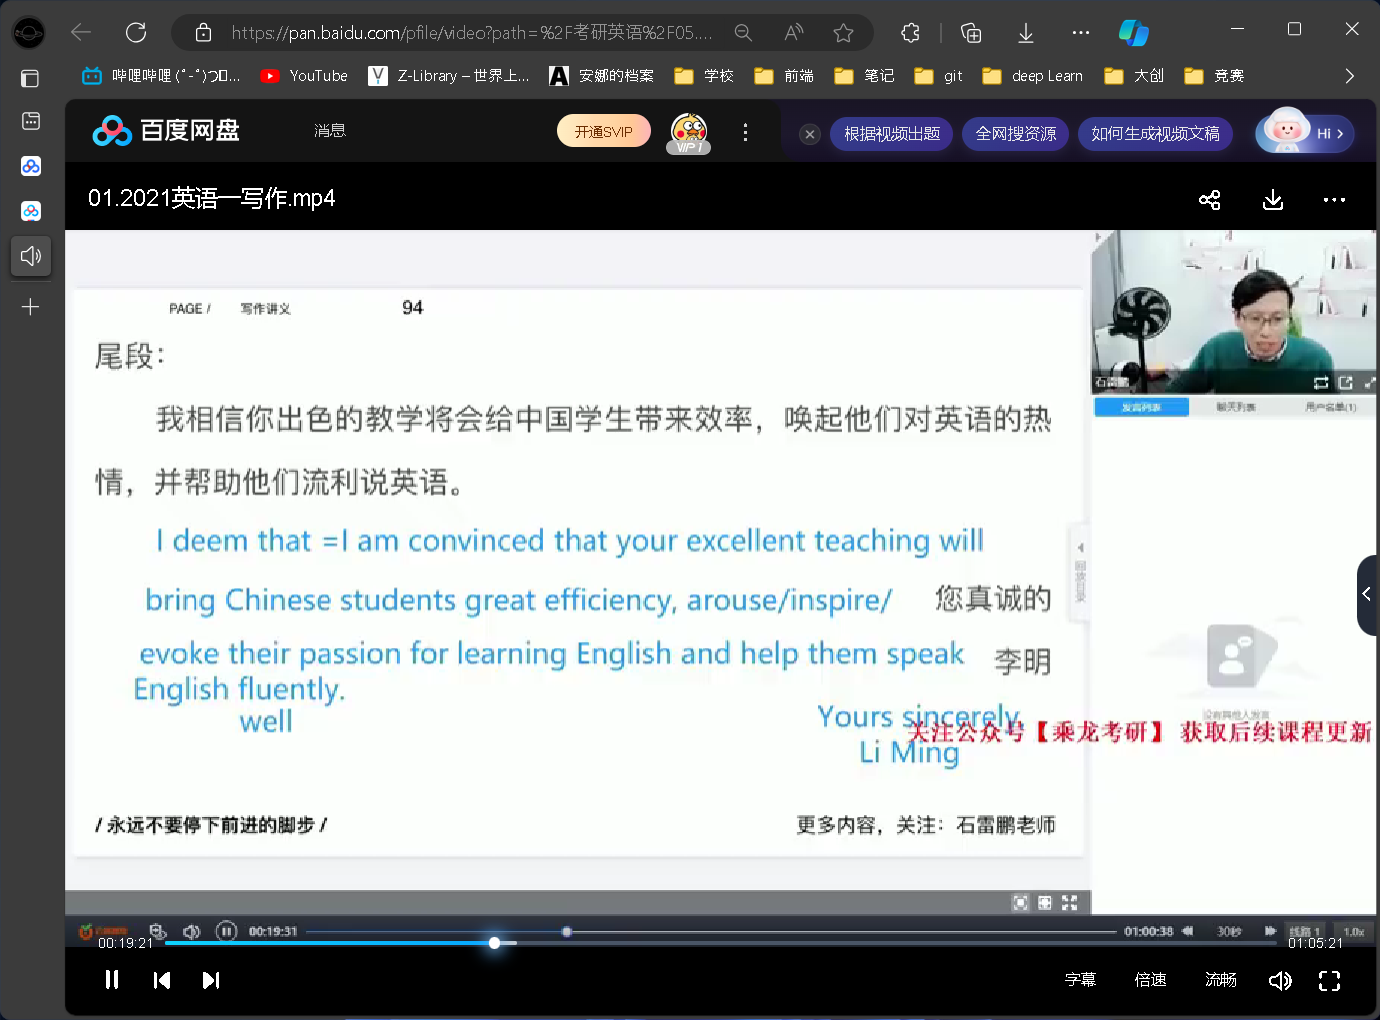 https://pan.baidu.com/pfile/video?path=%2F考研英语%2F05...
哔哩哔哩 (゜-゜)つロ...
YouTube
Z-Library – 世界上...
安娜的档案
学校
前端
笔记
git
deep Learn
大创
竞赛
百度网盘
消息
开通SVIP
VIP 1
根据视频出题
全网搜资源
如何生成视频文稿
Hi >
01.2021英语一写作.mp4
PAGE / 写作讲义 94
尾段：
我相信你出色的教学将会给中国学生带来效率，唤起他们对英语的热
情，并帮助他们流利说英语。
I deem that =I am convinced that your excellent teaching will
bring Chinese students great efficiency, arouse/inspire/
您真诚的
evoke their passion for learning English and help them speak
李明
English fluently.
well
Yours sincerely,
Li Ming
/ 永远不要停下前进的脚步 /
更多内容，关注：石雷鹏老师
石雷鹏
发言列表
聊天列表
用户名单(1)
没有其他人发言
关注公众号【乘龙考研】 获取后续课程更新
00:19:31
01:00:38
30秒
线路 1
1.0x
00:19:21
01:05:21
字幕
倍速
流畅